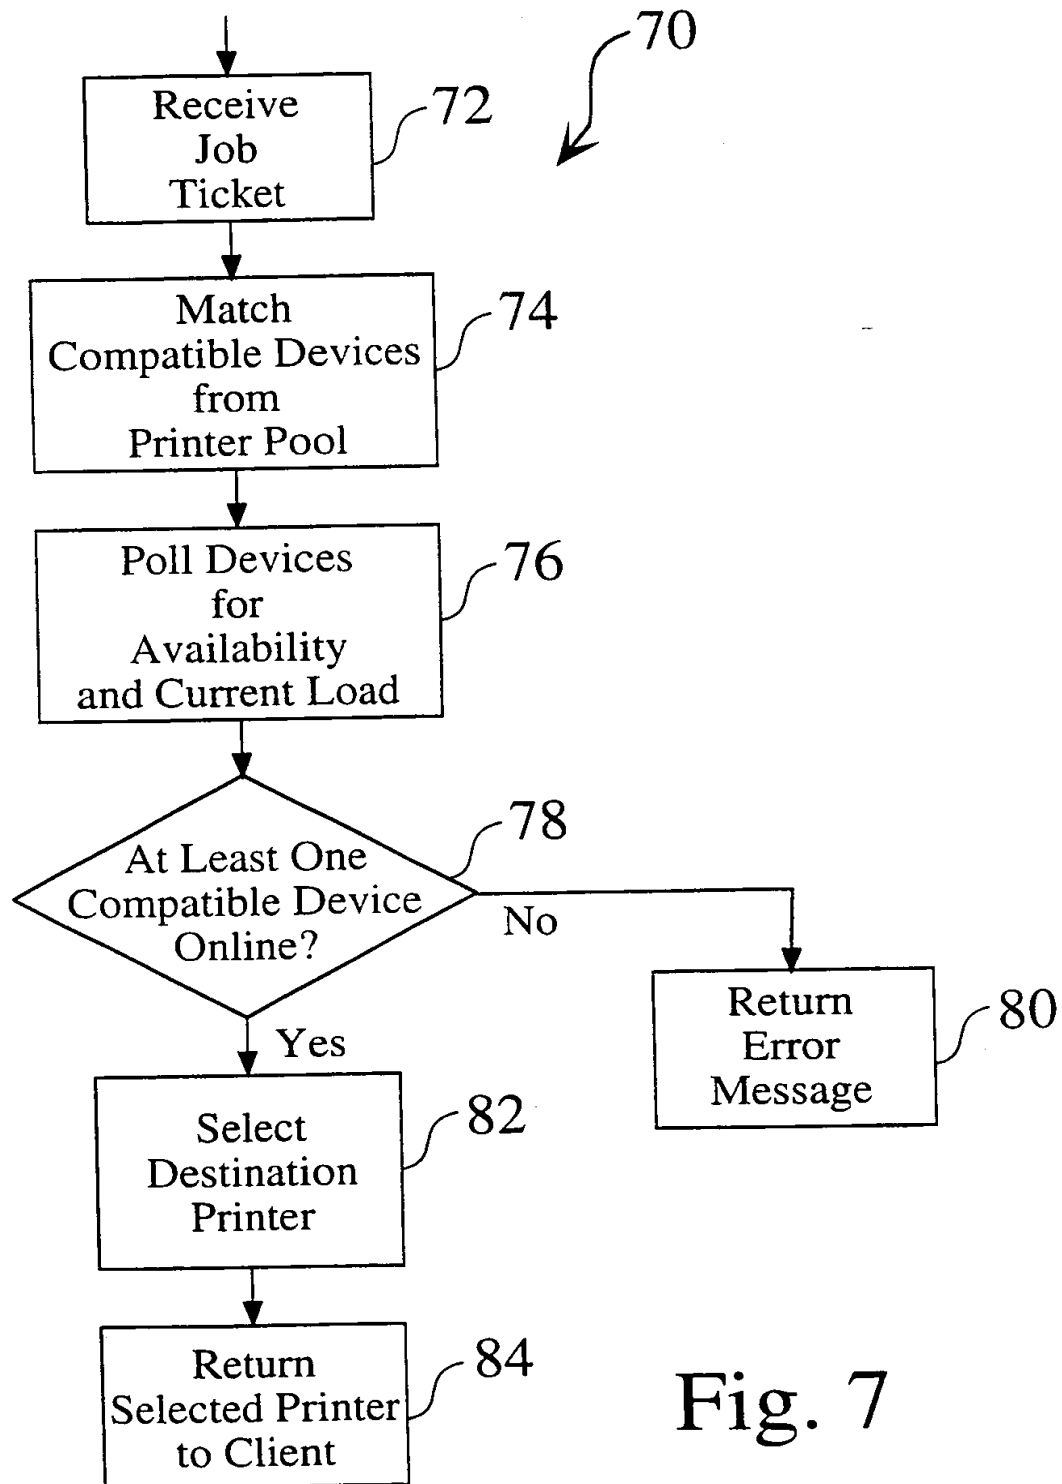 70
Receive
Job
Ticket
72
Match
Compatible Devices
from
Printer Pool
74
Poll Devices
for
Availability
and Current Load
76
At Least One
Compatible Device
Online?
78
No
Return
Error
Message
80
Yes
Select
Destination
Printer
82
Return
Selected Printer
to Client
84
Fig. 7